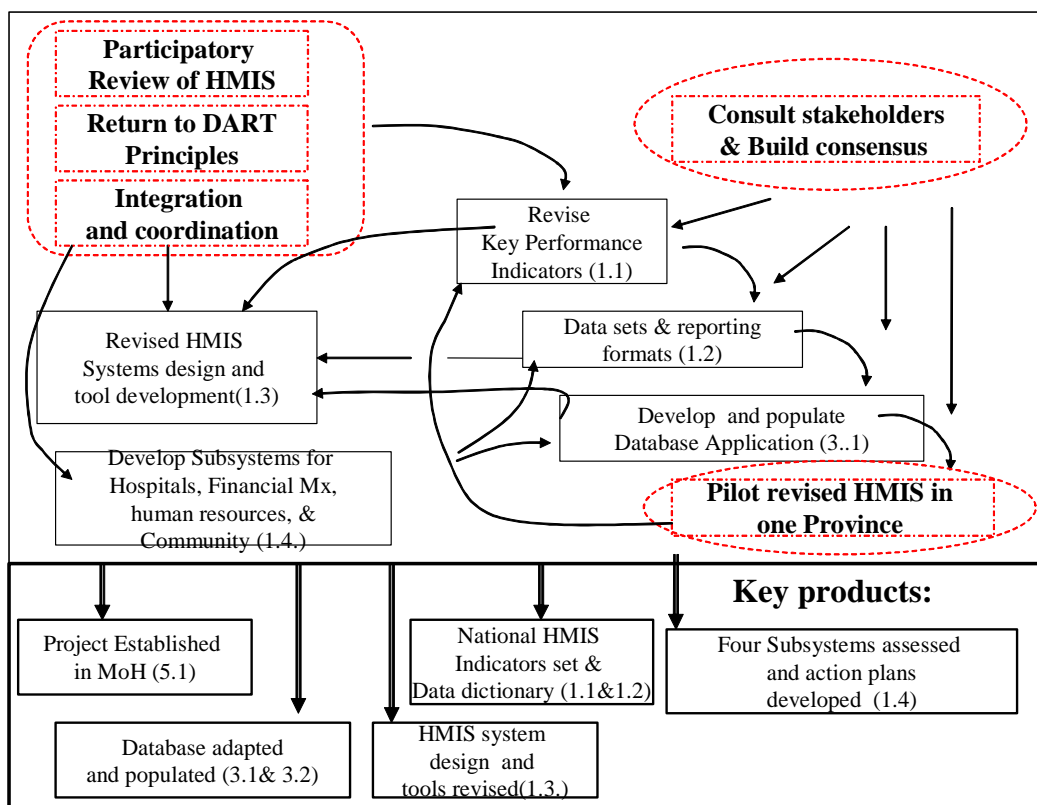 Participatory
Review of HMIS
Return to DART
Principles
Integration
and coordination
Consult stakeholders
& Build consensus
Revise
Key Performance
Indicators (1.1)
Revised HMIS
Systems design and
tool development(1.3)
Data sets & reporting
formats (1.2)
Develop and populate
Database Application (3..1)
Develop Subsystems for
Hospitals, Financial Mx,
human resources, &
Community (1.4.)
Pilot revised HMIS in
one Province
Key products:
Project Established
in MoH (5.1)
National HMIS
Indicators set &
Data dictionary (1.1&1.2)
Four Subsystems assessed
and action plans
developed (1.4)
Database adapted
and populated (3.1& 3.2)
HMIS system
design and
tools revised(1.3.)